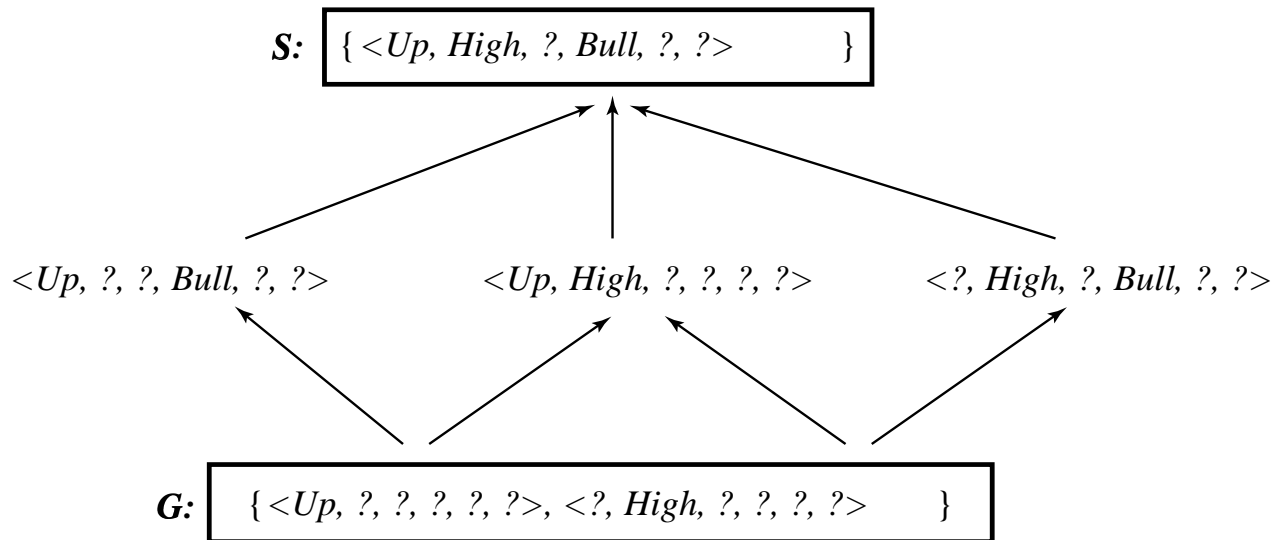 S: { <Up, High, ?, Bull, ?, ?> }
<Up, ?, ?, Bull, ?, ?>
<Up, High, ?, ?, ?, ?>
<?, High, ?, Bull, ?, ?>
G: { <Up, ?, ?, ?, ?, ?>, <?, High, ?, ?, ?, ?> }